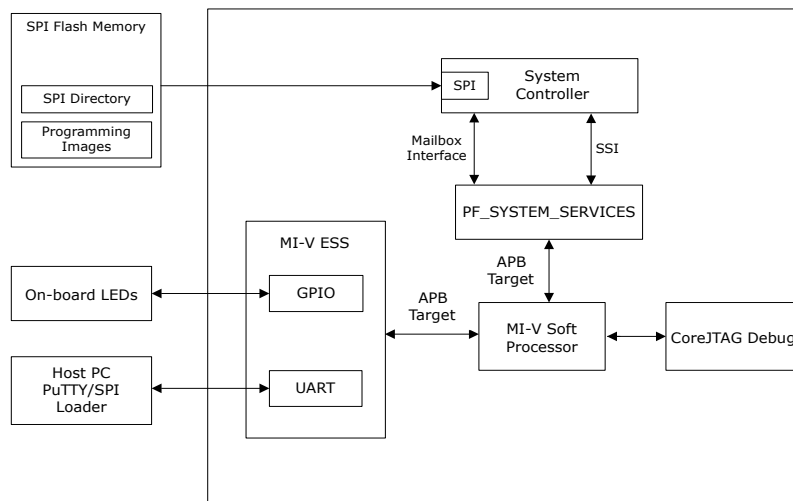 SPI Flash Memory
SPI Directory
Programming
Images
SPI
System
Controller
Mailbox
Interface
SSI
PF_SYSTEM_SERVICES
MI-V ESS
APB
Target
On-board LEDs
GPIO
APB
Target
MI-V Soft
Processor
CoreJTAG Debug
Host PC
PuTTY/SPI
Loader
UART